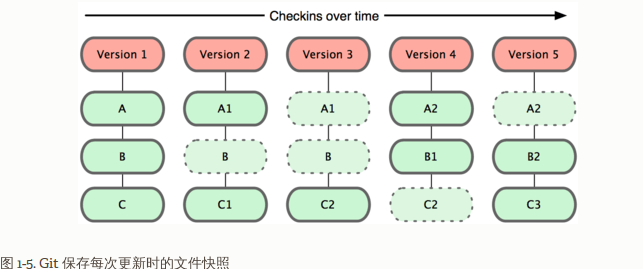 Checkins over time
Version 1 Version 2 Version 3 Version 4 Version 5
A A1 A1 A2 A2
B B B B1 B2
C C1 C2 C2 C3
图 1-5. Git 保存每次更新时的文件快照